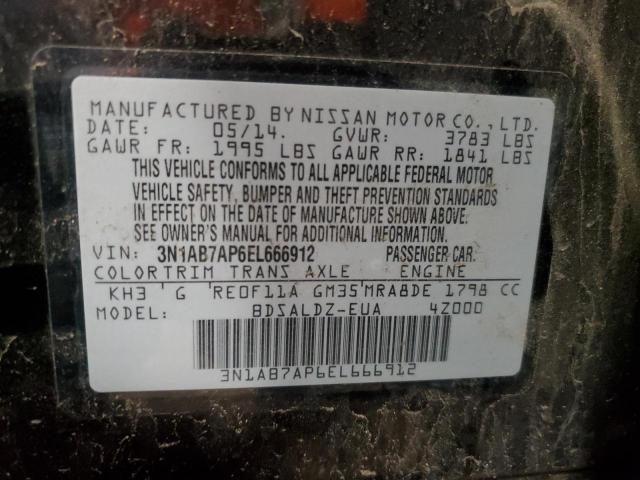 MANUFACTURED BY NISSAN MOTOR CO., LTD.
DATE: 05/14. GVWR: 3783 LBS
GAWR FR: 1995 LBS GAWR RR: 1841 LBS
THIS VEHICLE CONFORMS TO ALL APPLICABLE FEDERAL MOTOR
VEHICLE SAFETY, BUMPER AND THEFT PREVENTION STANDARDS
IN EFFECT ON THE DATE OF MANUFACTURE SHOWN ABOVE.
SEE OWNER'S MANUAL FOR ADDITIONAL INFORMATION.
VIN: 3N1AB7AP6EL666912 PASSENGER CAR.
COLOR TRIM TRANS AXLE ENGINE
KH3 G RE0F11A GM35 MRA8DE 1798 CC
MODEL: BDSALDZ-EUA 4Z000
3N1AB7AP6EL666912